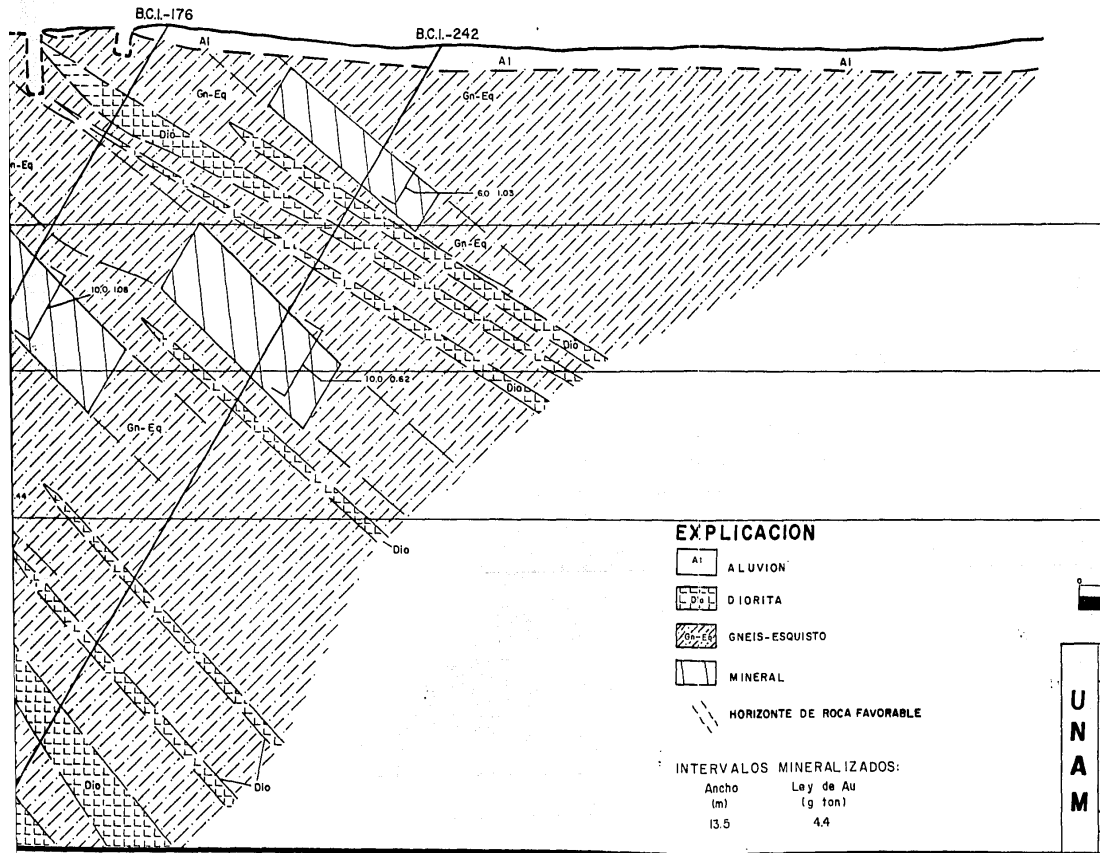 B.C.I.-176
B.C.I.-242
Al
Al
Al
Gn-Eq
Gn-Eq
Dio
n-Eq
6.0 1.03
Gn-Eq
10.0 1.08
Dio
10.0 0.62
Dio
Gn-Eq
.44
Dio
Dio
Dio
EXPLICACION
Al ALUVION
Dio DIORITA
Gn-Eq GNEIS-ESQUISTO
MINERAL
HORIZONTE DE ROCA FAVORABLE
INTERVALOS MINERALIZADOS:
Ancho Ley de Au
(m) (g ton)
13.5 4.4
0
UNAM